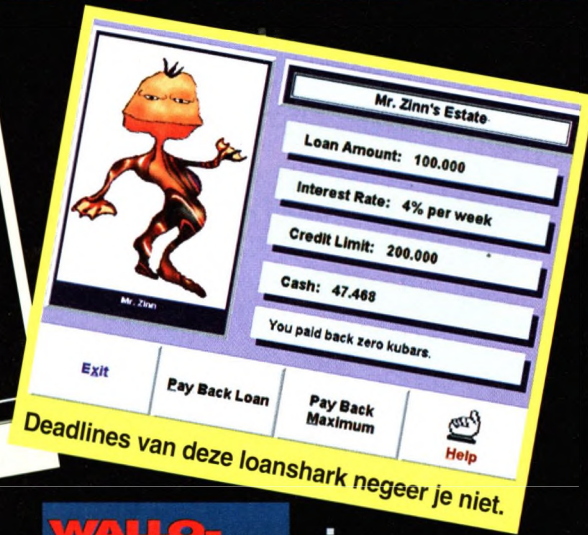 Mr. Zinn's Estate
Loan Amount: 100.000
Interest Rate: 4% per week
Credit Limit: 200.000
Cash: 47.468
You paid back zero kubars.
Mr. Zinn
Exit
Pay Back Loan
Pay Back
Maximum
Help
Deadlines van deze loanshark negeer je niet.
WALLO-